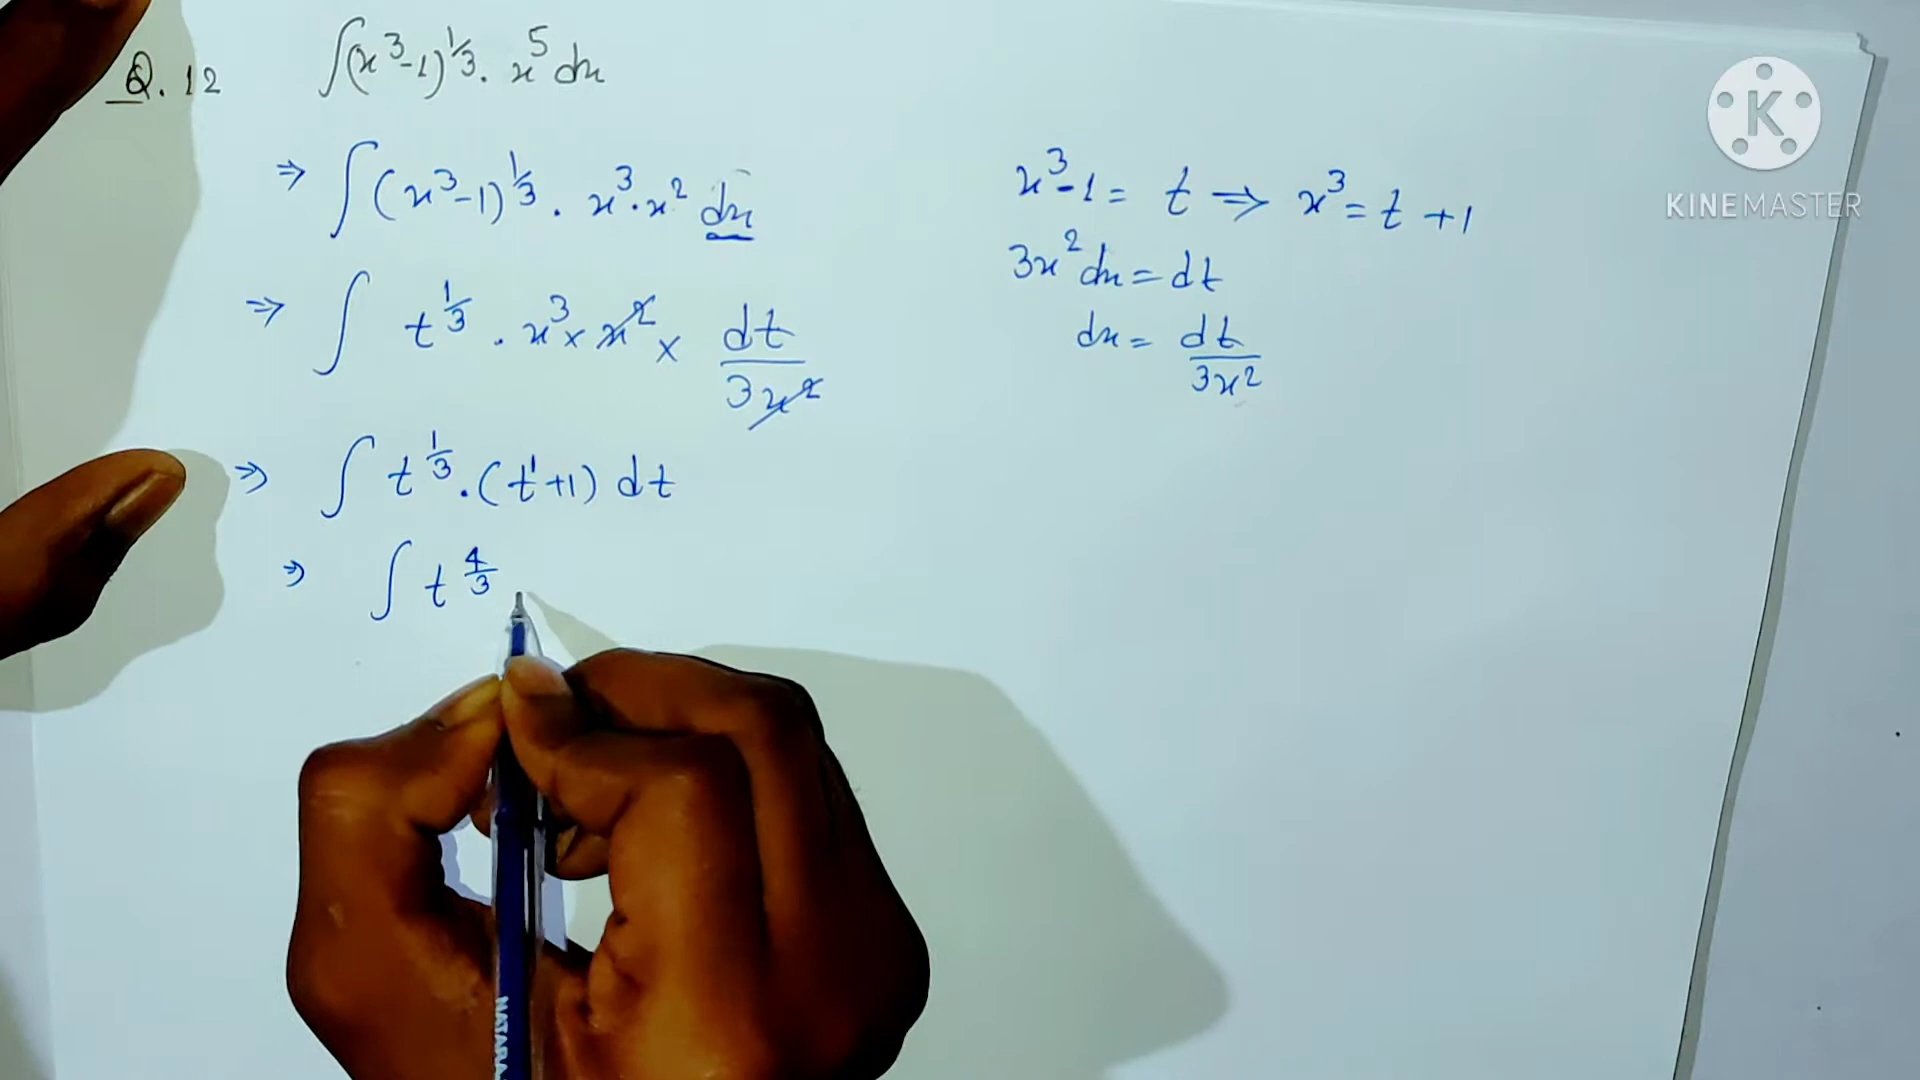 Q. 12 ∫(x³-1)^⅓ . x⁵ dx
⇒ ∫ (x³-1)^⅓ . x³.x² dx
⇒ ∫ t^⅓ . x³ × x² × dt/3x²
⇒ ∫ t^⅓ . (t¹+1) dt
⇒ ∫ t^4/3
x³-1 = t ⇒ x³ = t +1
3x² dx = dt
dx = dt/3x²
K
KINEMASTER